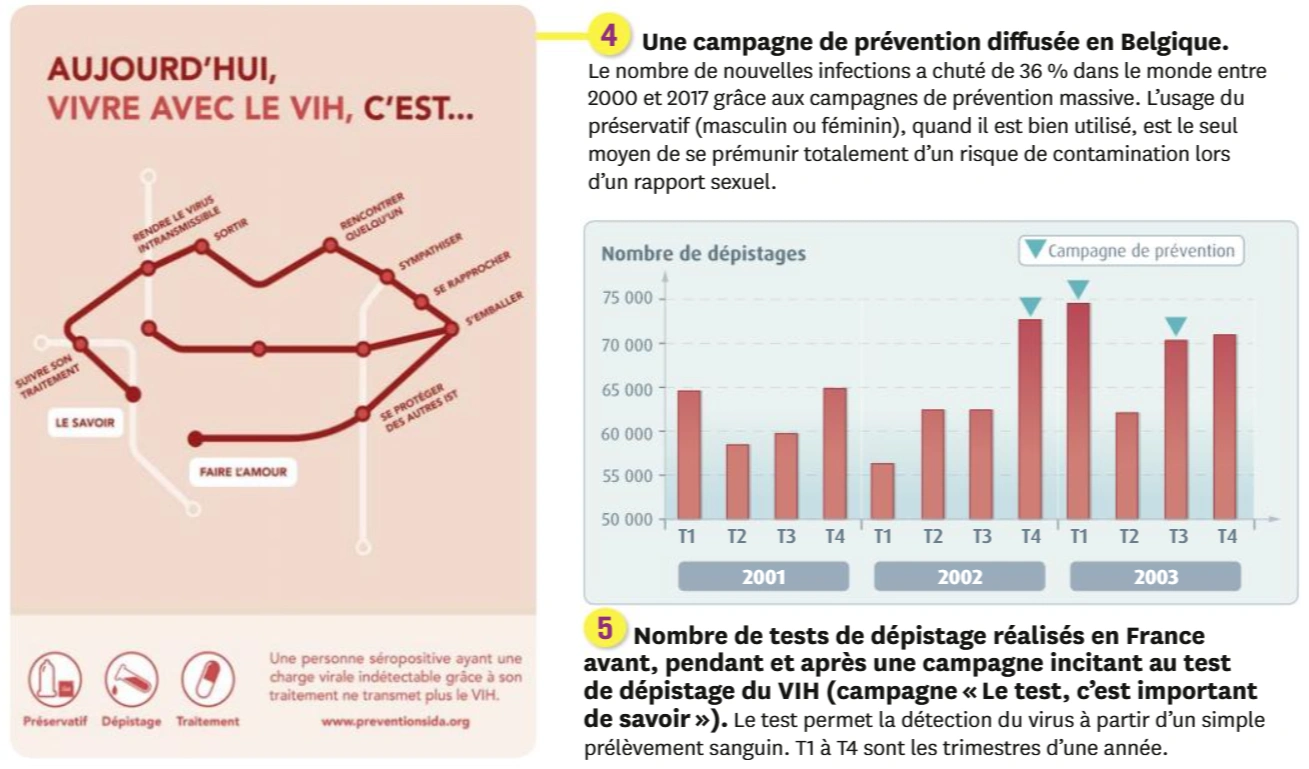 AUJOURD'HUI,
VIVRE AVEC LE VIH, C'EST...
RENDRE LE VIRUS
INTRANSMISSIBLE
SORTIR
RENCONTRER
QUELQU'UN
SYMPATHISER
SE RAPPROCHER
S'EMBALLER
SUIVRE SON
TRAITEMENT
LE SAVOIR
SE PROTÉGER
DES AUTRES IST
FAIRE L'AMOUR
Préservatif Dépistage Traitement
Une personne séropositive ayant une
charge virale indétectable grâce à son
traitement ne transmet plus le VIH.
www.preventionsida.org
4 Une campagne de prévention diffusée en Belgique.
Le nombre de nouvelles infections a chuté de 36 % dans le monde entre
2000 et 2017 grâce aux campagnes de prévention massive. L'usage du
préservatif (masculin ou féminin), quand il est bien utilisé, est le seul
moyen de se prémunir totalement d'un risque de contamination lors
d'un rapport sexuel.
Nombre de dépistages
Campagne de prévention
75 000
70 000
65 000
60 000
55 000
50 000
T1 T2 T3 T4 T1 T2 T3 T4 T1 T2 T3 T4
2001 2002 2003
5 Nombre de tests de dépistage réalisés en France
avant, pendant et après une campagne incitant au test
de dépistage du VIH (campagne « Le test, c'est important
de savoir »). Le test permet la détection du virus à partir d'un simple
prélèvement sanguin. T1 à T4 sont les trimestres d'une année.